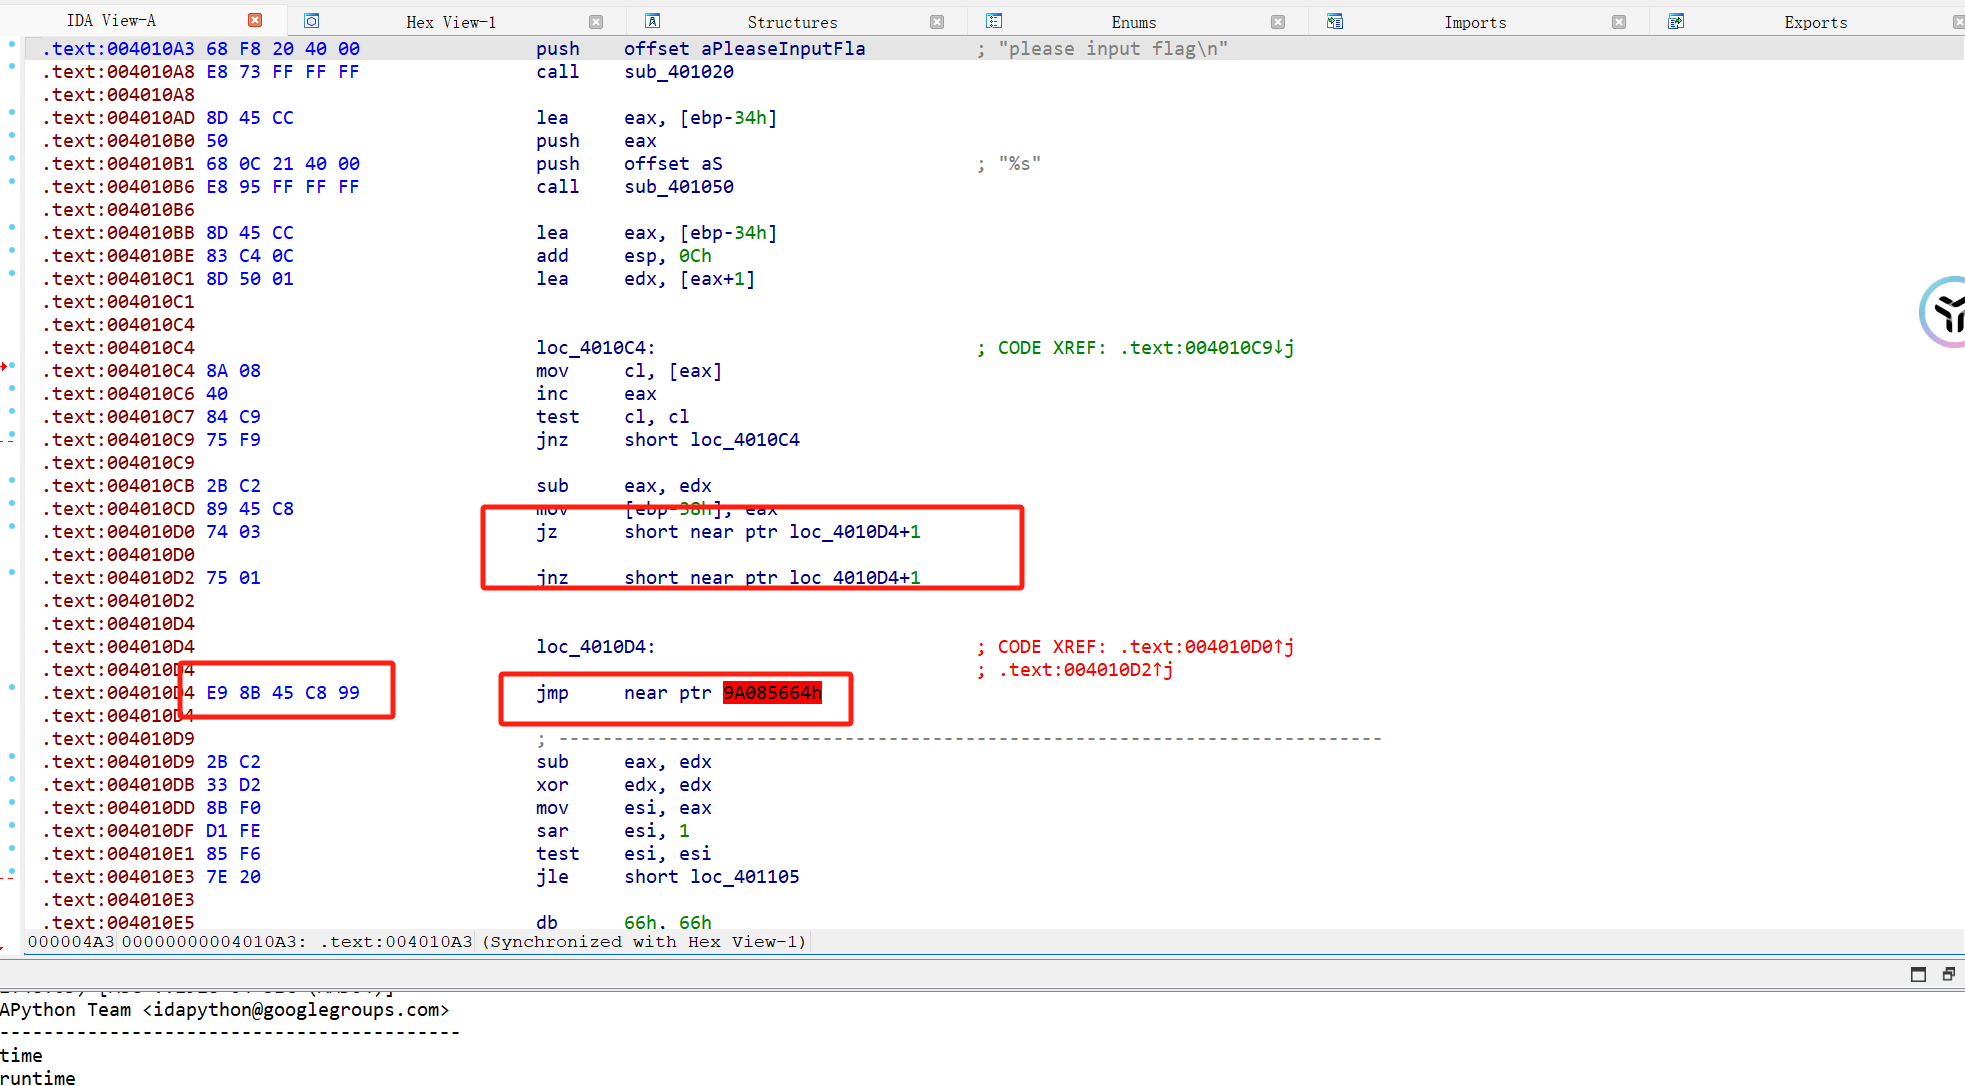 IDA View-A Hex View-1 Structures Enums Imports Exports
.text:004010A3 68 F8 20 40 00 push offset aPleaseInputFla ; "please input flag\n"
.text:004010A8 E8 73 FF FF FF call sub_401020
.text:004010A8
.text:004010AD 8D 45 CC lea eax, [ebp-34h]
.text:004010B0 50 push eax
.text:004010B1 68 0C 21 40 00 push offset aS ; "%s"
.text:004010B6 E8 95 FF FF FF call sub_401050
.text:004010B6
.text:004010BB 8D 45 CC lea eax, [ebp-34h]
.text:004010BE 83 C4 0C add esp, 0Ch
.text:004010C1 8D 50 01 lea edx, [eax+1]
.text:004010C1
.text:004010C4
.text:004010C4 loc_4010C4: ; CODE XREF: .text:004010C9↓j
.text:004010C4 8A 08 mov cl, [eax]
.text:004010C6 40 inc eax
.text:004010C7 84 C9 test cl, cl
.text:004010C9 75 F9 jnz short loc_4010C4
.text:004010C9
.text:004010CB 2B C2 sub eax, edx
.text:004010CD 89 45 C8 mov [ebp-38h], eax
.text:004010D0 74 03 jz short near ptr loc_4010D4+1
.text:004010D0
.text:004010D2 75 01 jnz short near ptr loc_4010D4+1
.text:004010D2
.text:004010D4
.text:004010D4 loc_4010D4: ; CODE XREF: .text:004010D0↑j
.text:004010D4 ; .text:004010D2↑j
.text:004010D4 E9 8B 45 C8 99 jmp near ptr 9A085664h
.text:004010D4
.text:004010D9 ; ---------------------------------------------------------------------------
.text:004010D9 2B C2 sub eax, edx
.text:004010DB 33 D2 xor edx, edx
.text:004010DD 8B F0 mov esi, eax
.text:004010DF D1 FE sar esi, 1
.text:004010E1 85 F6 test esi, esi
.text:004010E3 7E 20 jle short loc_401105
.text:004010E3
.text:004010E5 db 66h, 66h
000004A3 00000000004010A3: .text:004010A3 (Synchronized with Hex View-1)
APython Team <idapython@googlegroups.com>
------------------------------------------
time
runtime